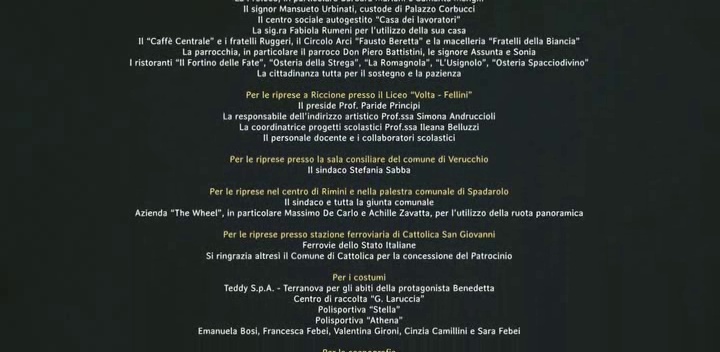 Il signor Mansueto Urbinati, custode di Palazzo Corbucci
Il centro sociale autogestito "Casa dei lavoratori"
La sig.ra Fabiola Rumeni per l'utilizzo della sua casa
Il "Caffè Centrale" e i fratelli Ruggeri, il Circolo Arci "Fausto Beretta" e la macelleria "Fratelli della Biancia"
La parrocchia, in particolare il parroco Don Piero Battistini, le signore Assunta e Sonia
I ristoranti "Il Fortino delle Fate", "Osteria della Strega", "La Romagnola", "L'Usignolo", "Osteria Spacciodivino"
La cittadinanza tutta per il sostegno e la pazienza
Per le riprese a Riccione presso il Liceo "Volta - Fellini"
Il preside Prof. Paride Principi
La responsabile dell'indirizzo artistico Prof.ssa Simona Andruccioli
La coordinatrice progetti scolastici Prof.ssa Ileana Belluzzi
Il personale docente e i collaboratori scolastici
Per le riprese presso la sala consiliare del comune di Verucchio
Il sindaco Stefania Sabba
Per le riprese nel centro di Rimini e nella palestra comunale di Spadarolo
Il sindaco e tutta la giunta comunale
Azienda "The Wheel", in particolare Massimo De Carlo e Achille Zavatta, per l'utilizzo della ruota panoramica
Per le riprese presso stazione ferroviaria di Cattolica San Giovanni
Ferrovie dello Stato Italiane
Si ringrazia altresì il Comune di Cattolica per la concessione del Patrocinio
Per i costumi
Teddy S.p.A. - Terranova per gli abiti della protagonista Benedetta
Centro di raccolta "G. Laruccia"
Polisportiva "Stella"
Polisportiva "Athena"
Emanuela Bosi, Francesca Febei, Valentina Gironi, Cinzia Camillini e Sara Febei